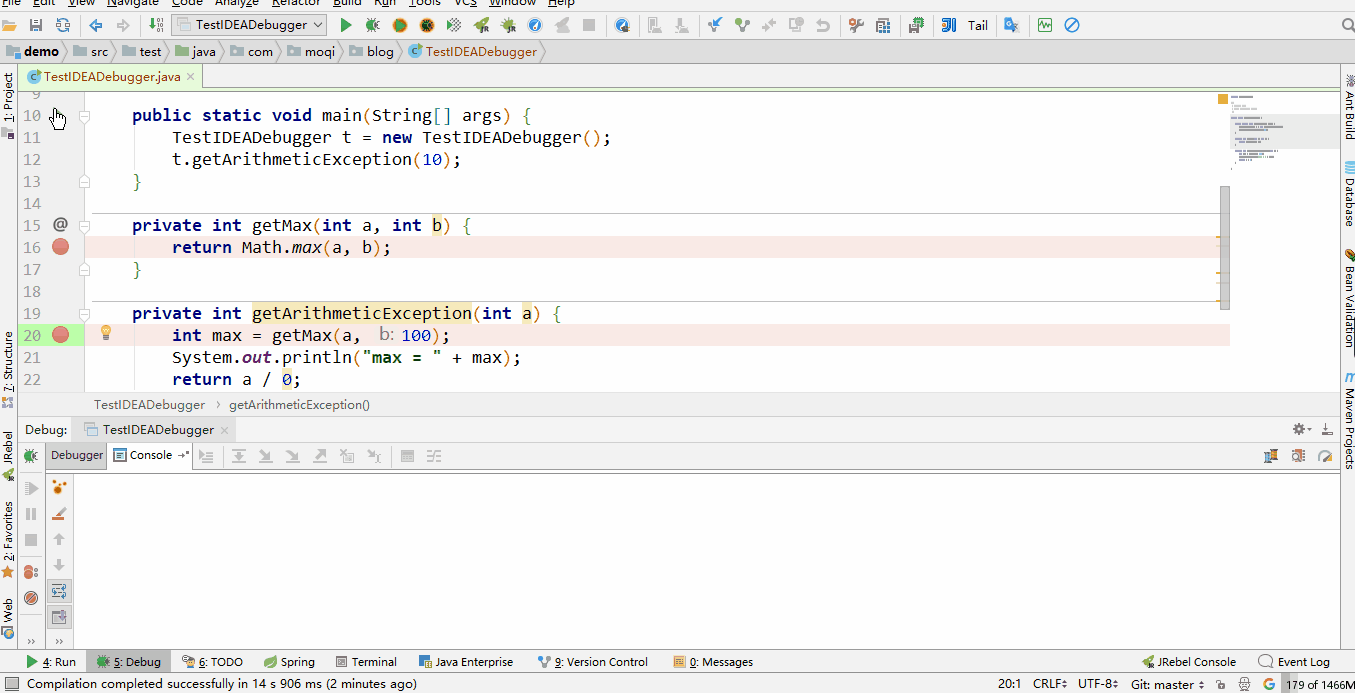 File Edit View Navigate Code Analyze Refactor Build Run Tools VCS Window Help
TestIDEADebugger Tail
demo src test java com moqi blog TestIDEADebugger
TestIDEADebugger.java
9
10 public static void main(String[] args) {
11 TestIDEADebugger t = new TestIDEADebugger();
12 t.getArithmeticException(10);
13 }
14
15 @ private int getMax(int a, int b) {
16 return Math.max(a, b);
17 }
18
19 private int getArithmeticException(int a) {
20 int max = getMax(a, b: 100);
21 System.out.println("max = " + max);
22 return a / 0;
TestIDEADebugger › getArithmeticException()
Debug: TestIDEADebugger
Debugger Console
1: Project
7: Structure
JRebel
2: Favorites
Web
Ant Build
Database
Bean Validation
Maven Projects
4: Run 5: Debug 6: TODO Spring Terminal Java Enterprise 9: Version Control 0: Messages JRebel Console Event Log
Compilation completed successfully in 14 s 906 ms (2 minutes ago) 20:1 CRLF UTF-8 Git: master 179 of 1466M